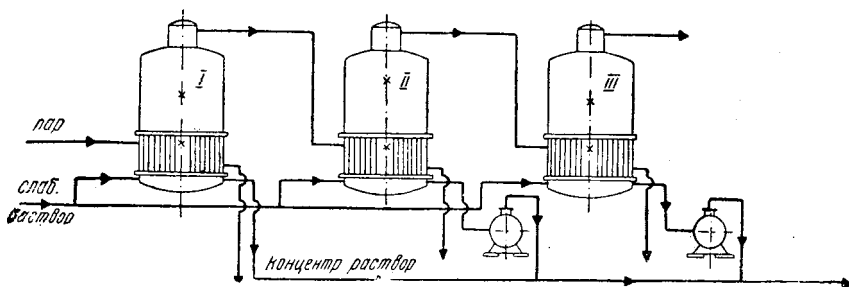 I
II
III
пар
слаб.
раствор
концентр раствор